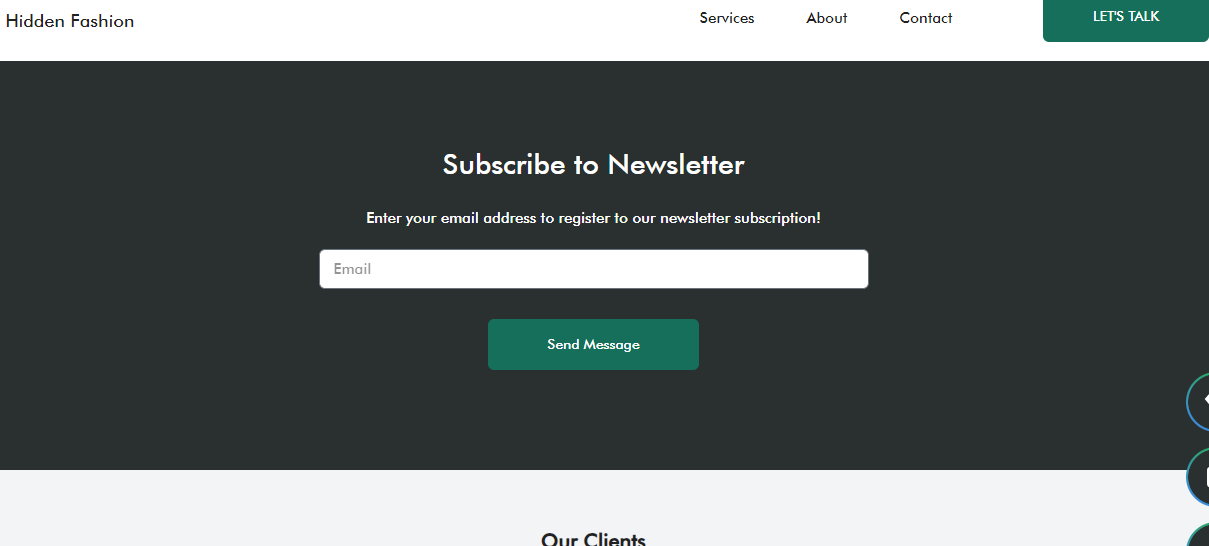 Hidden Fashion
Services
About
Contact
LET'S TALK
Subscribe to Newsletter
Enter your email address to register to our newsletter subscription!
Email
Send Message
Our Clients